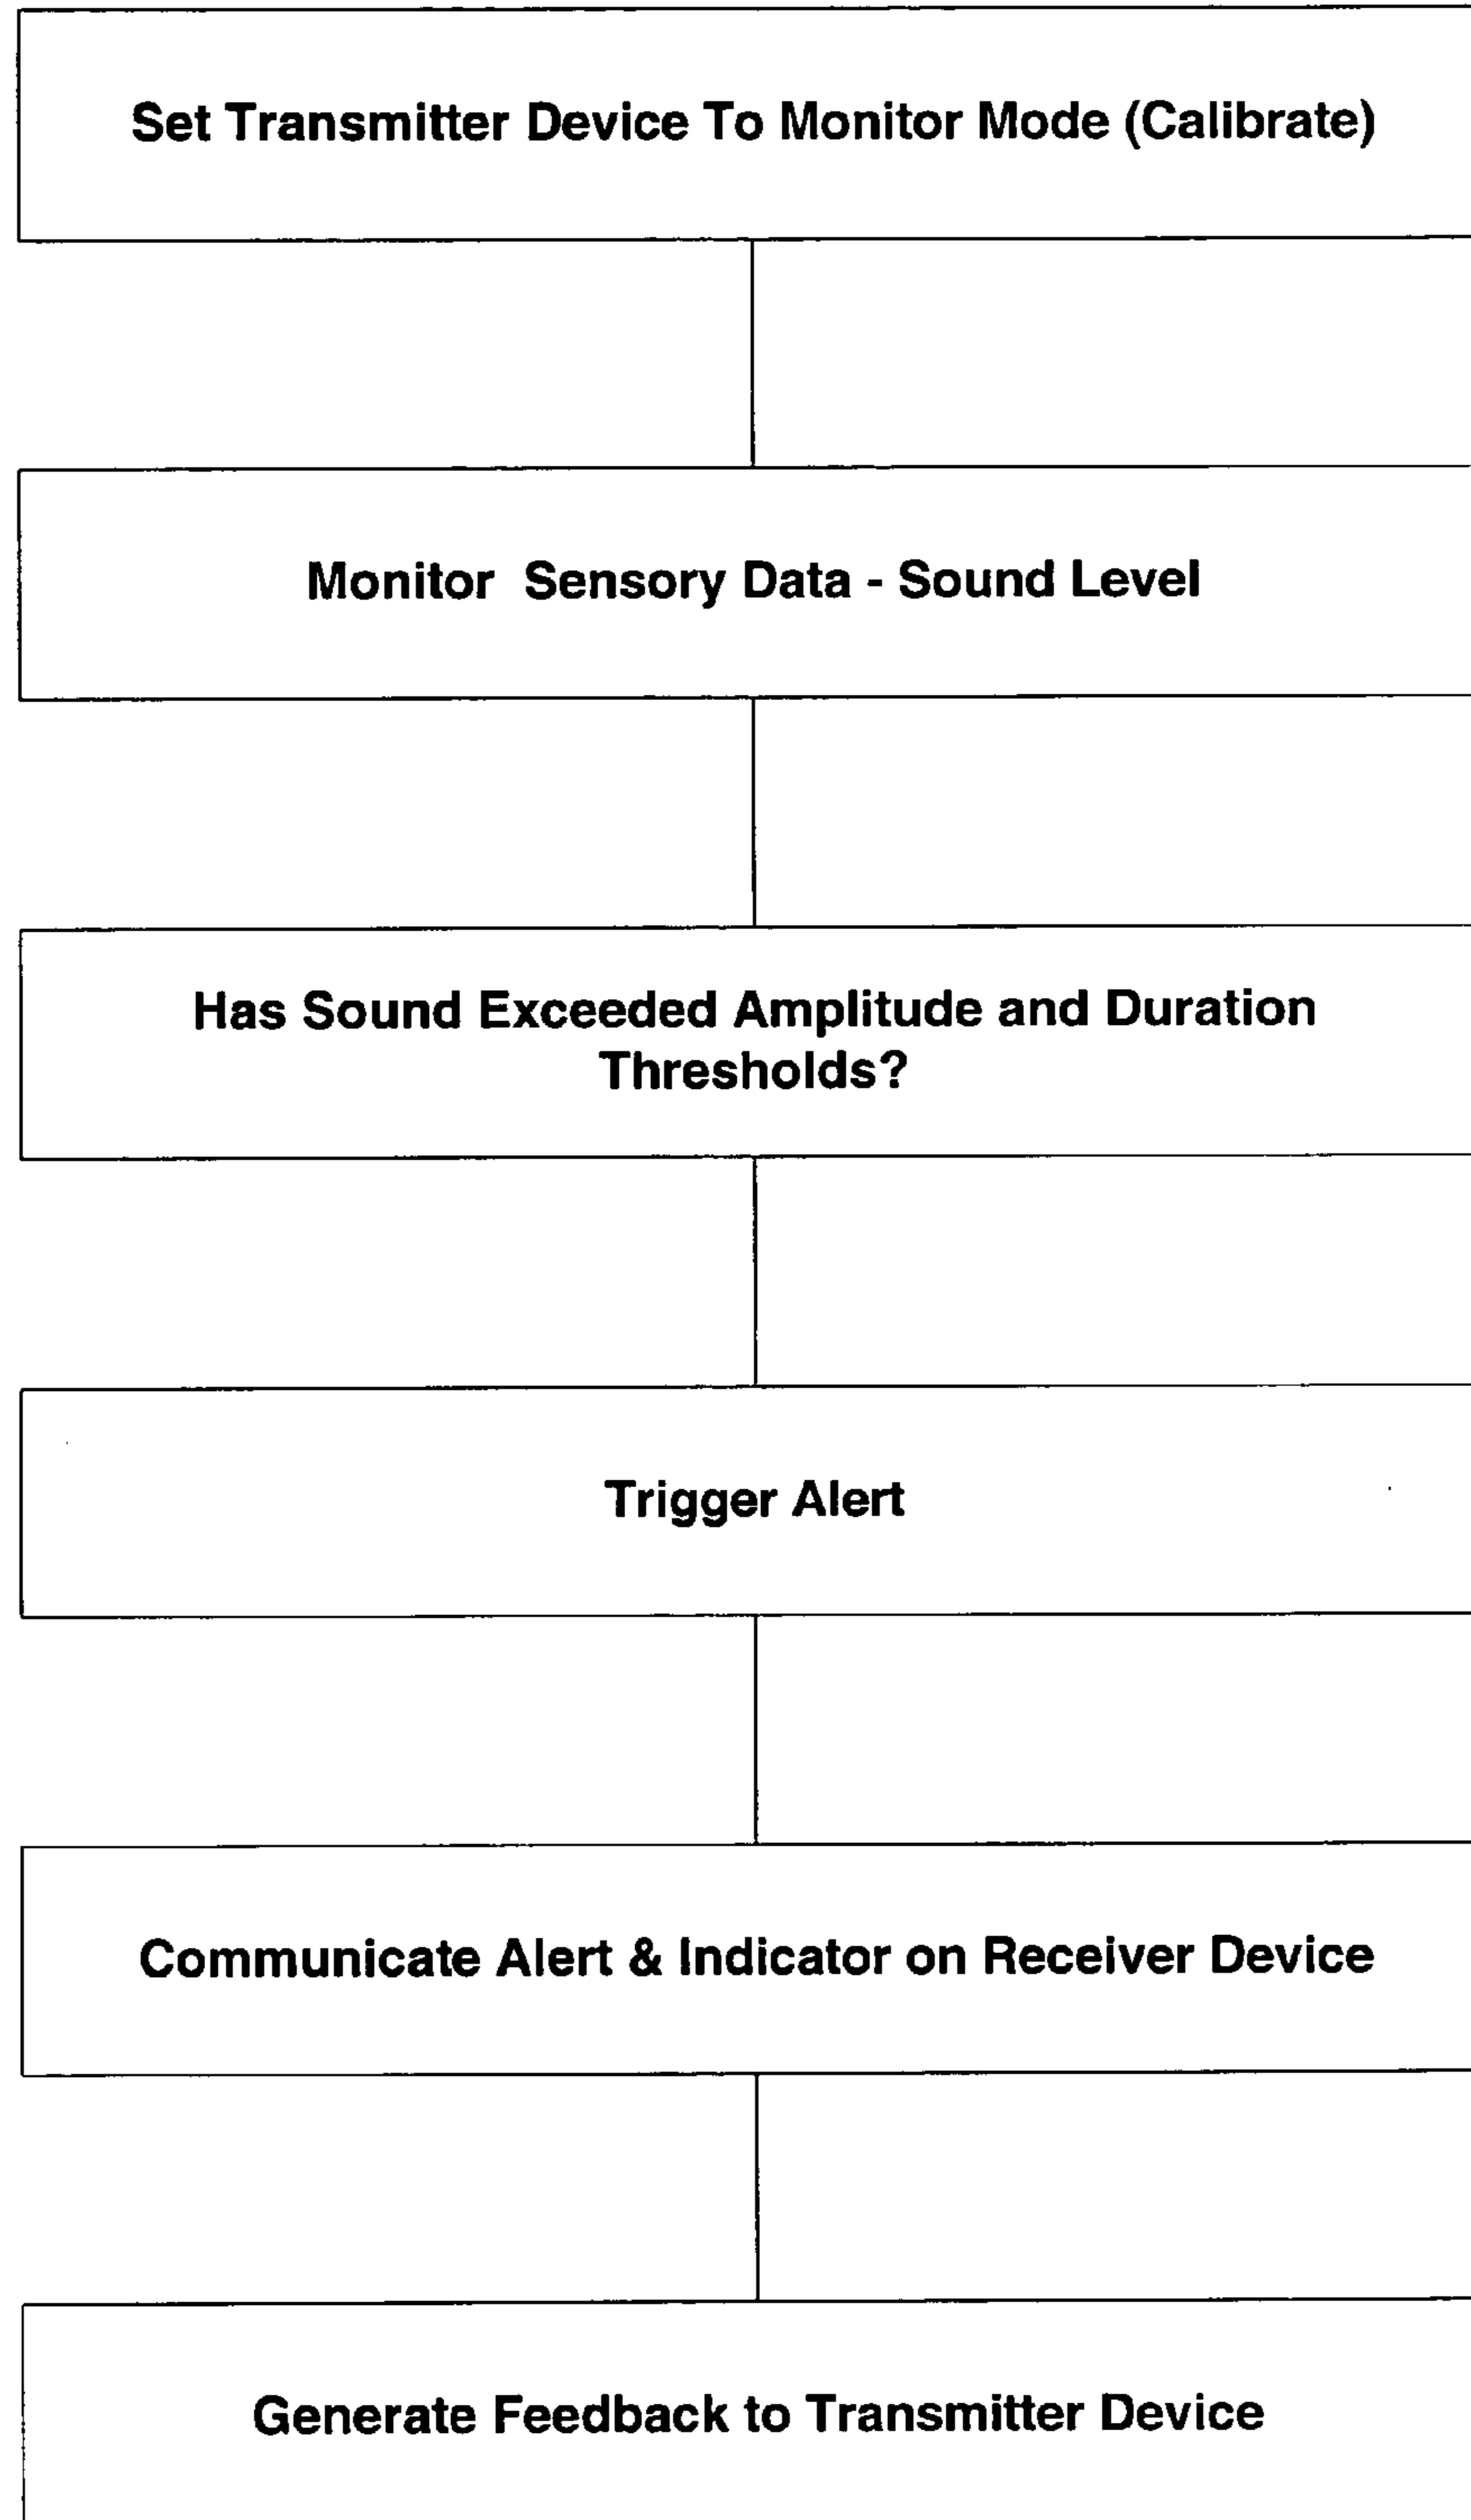 Set Transmitter Device To Monitor Mode (Calibrate)
Monitor Sensory Data - Sound Level
Has Sound Exceeded Amplitude and Duration
Thresholds?
Trigger Alert
Communicate Alert & Indicator on Receiver Device
Generate Feedback to Transmitter Device